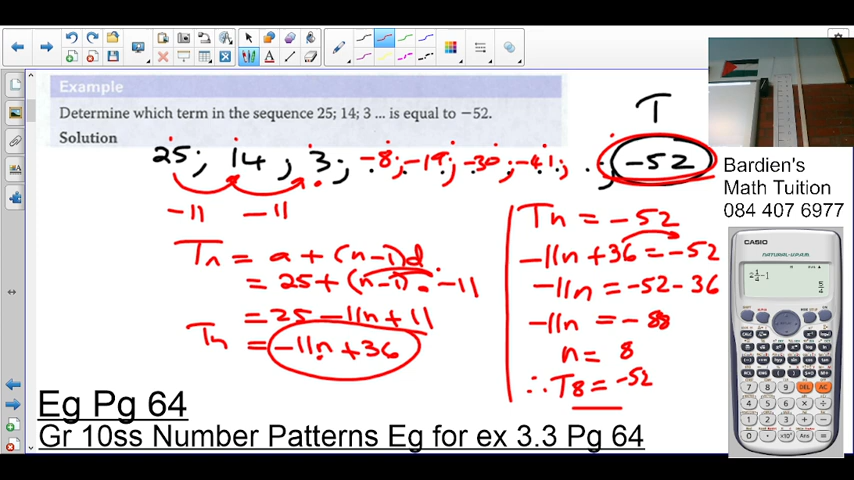 Example
Determine which term in the sequence 25; 14; 3 ... is equal to −52.
Solution
T
25; 14; 3; -8; -19; -30; -41; . ; -52
-11 -11
Tn = a + (n-1)d
= 25 + (n-1) . -11
= 25 - 11n + 11
Tn = -11n + 36
Tn = -52
-11n + 36 = -52
-11n = -52 - 36
-11n = -88
n = 8
∴ T8 = -52
Bardien's
Math Tuition
084 407 6977
CASIO
NATURAL-V.P.A.M.
DEL AC
Eg Pg 64
Gr 10ss Number Patterns Eg for ex 3.3 Pg 64